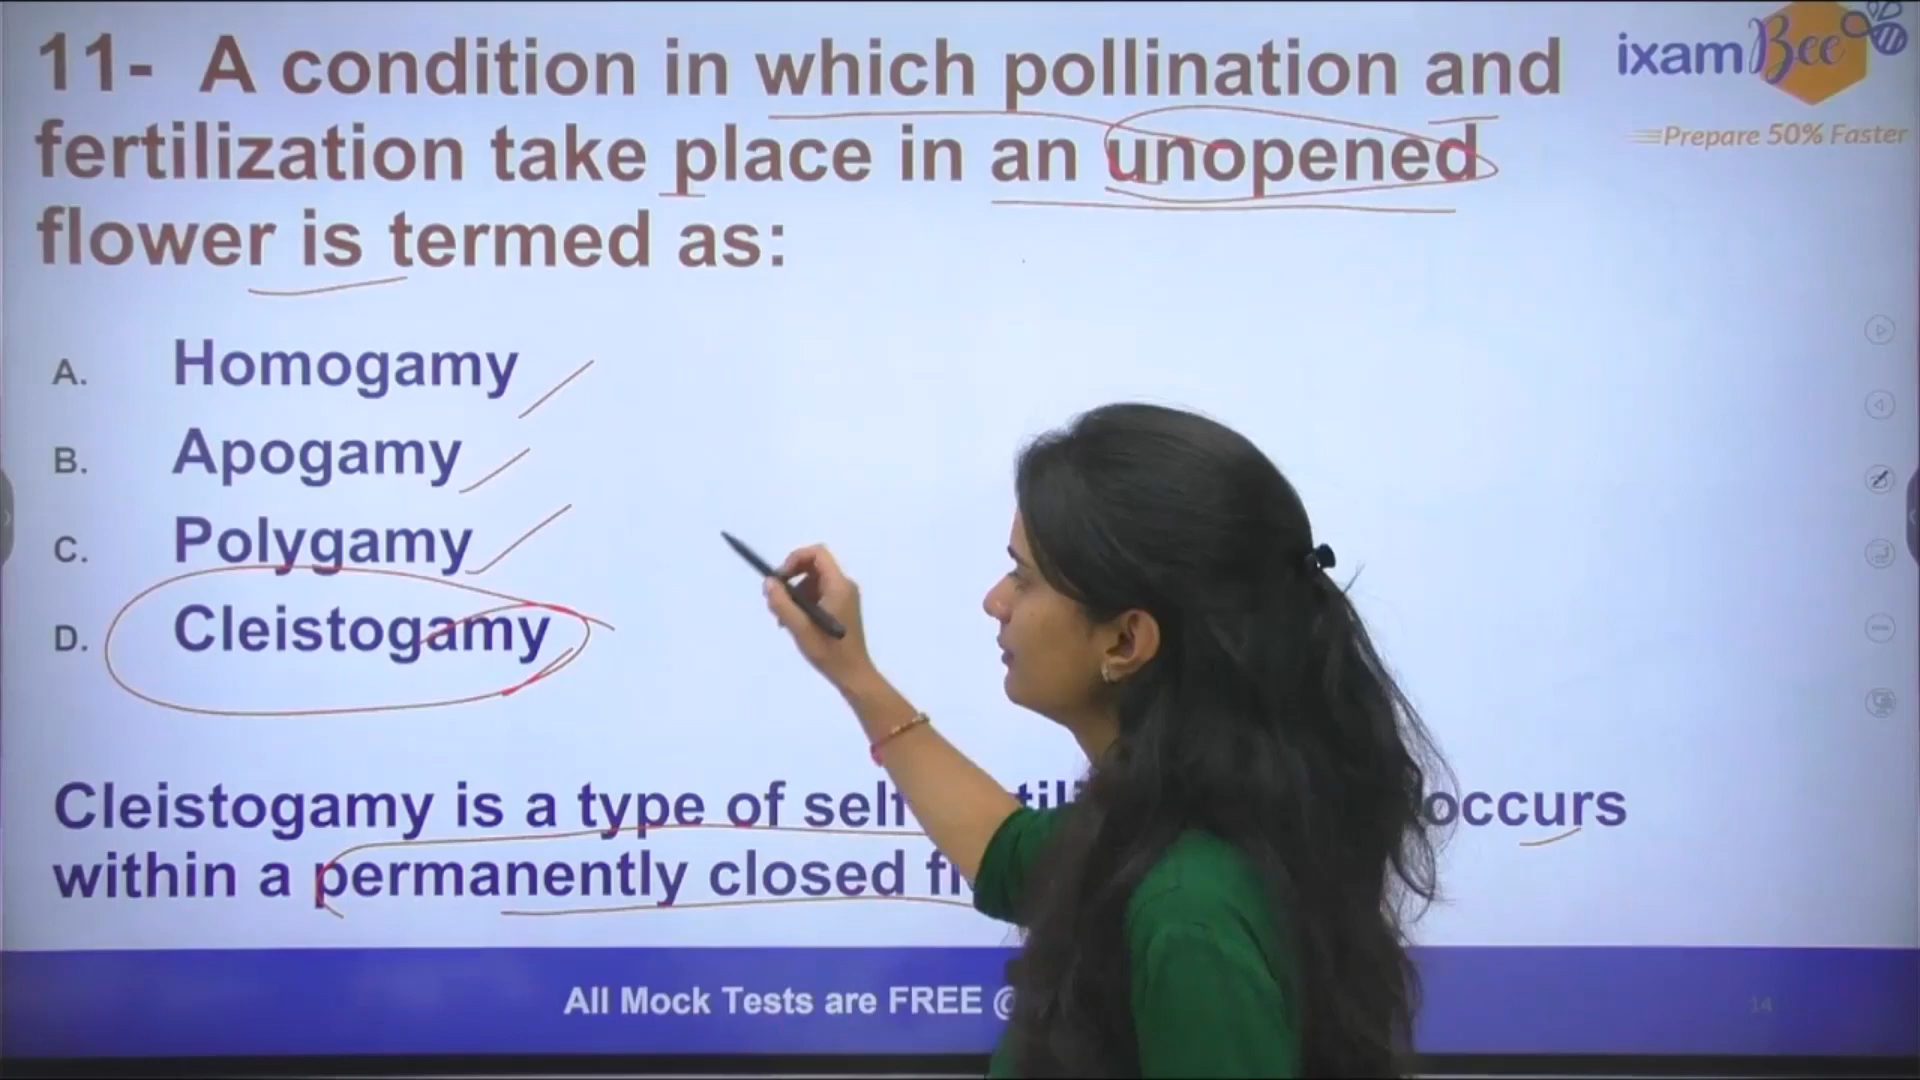 11- A condition in which pollination and
fertilization take place in an unopened
flower is termed as:
ixamBee
Prepare 50% Faster
A. Homogamy
B. Apogamy
C. Polygamy
D. Cleistogamy
Cleistogamy is a type of self occurs
within a permanently closed
All Mock Tests are FREE @
14